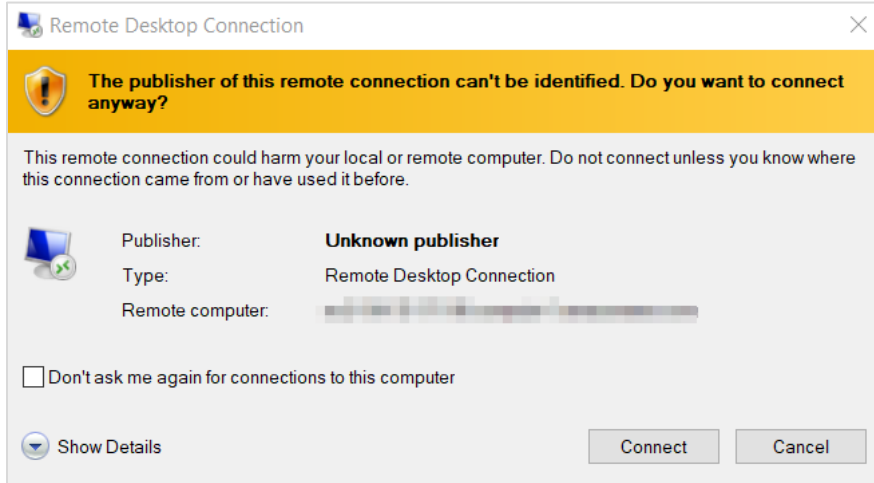 Remote Desktop Connection
The publisher of this remote connection can't be identified. Do you want to connect
anyway?
This remote connection could harm your local or remote computer. Do not connect unless you know where
this connection came from or have used it before.
Publisher: Unknown publisher
Type: Remote Desktop Connection
Remote computer:
Don't ask me again for connections to this computer
Show Details Connect Cancel